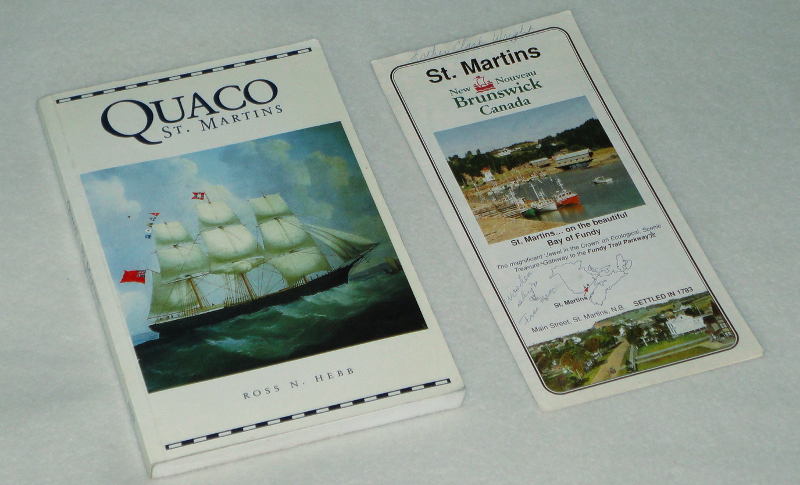 QUACO
ST. MARTINS
ROSS N. HEBB
St. Martins
New Nouveau
Brunswick
Canada
St. Martins... on the beautiful
Bay of Fundy
The magnificent Jewel in the Crown on Ecological, Scenic
Treasure-Gateway to the Fundy Trail Parkway
St. Martins
Main Street, St. Martins, N.B.
SETTLED IN 1783